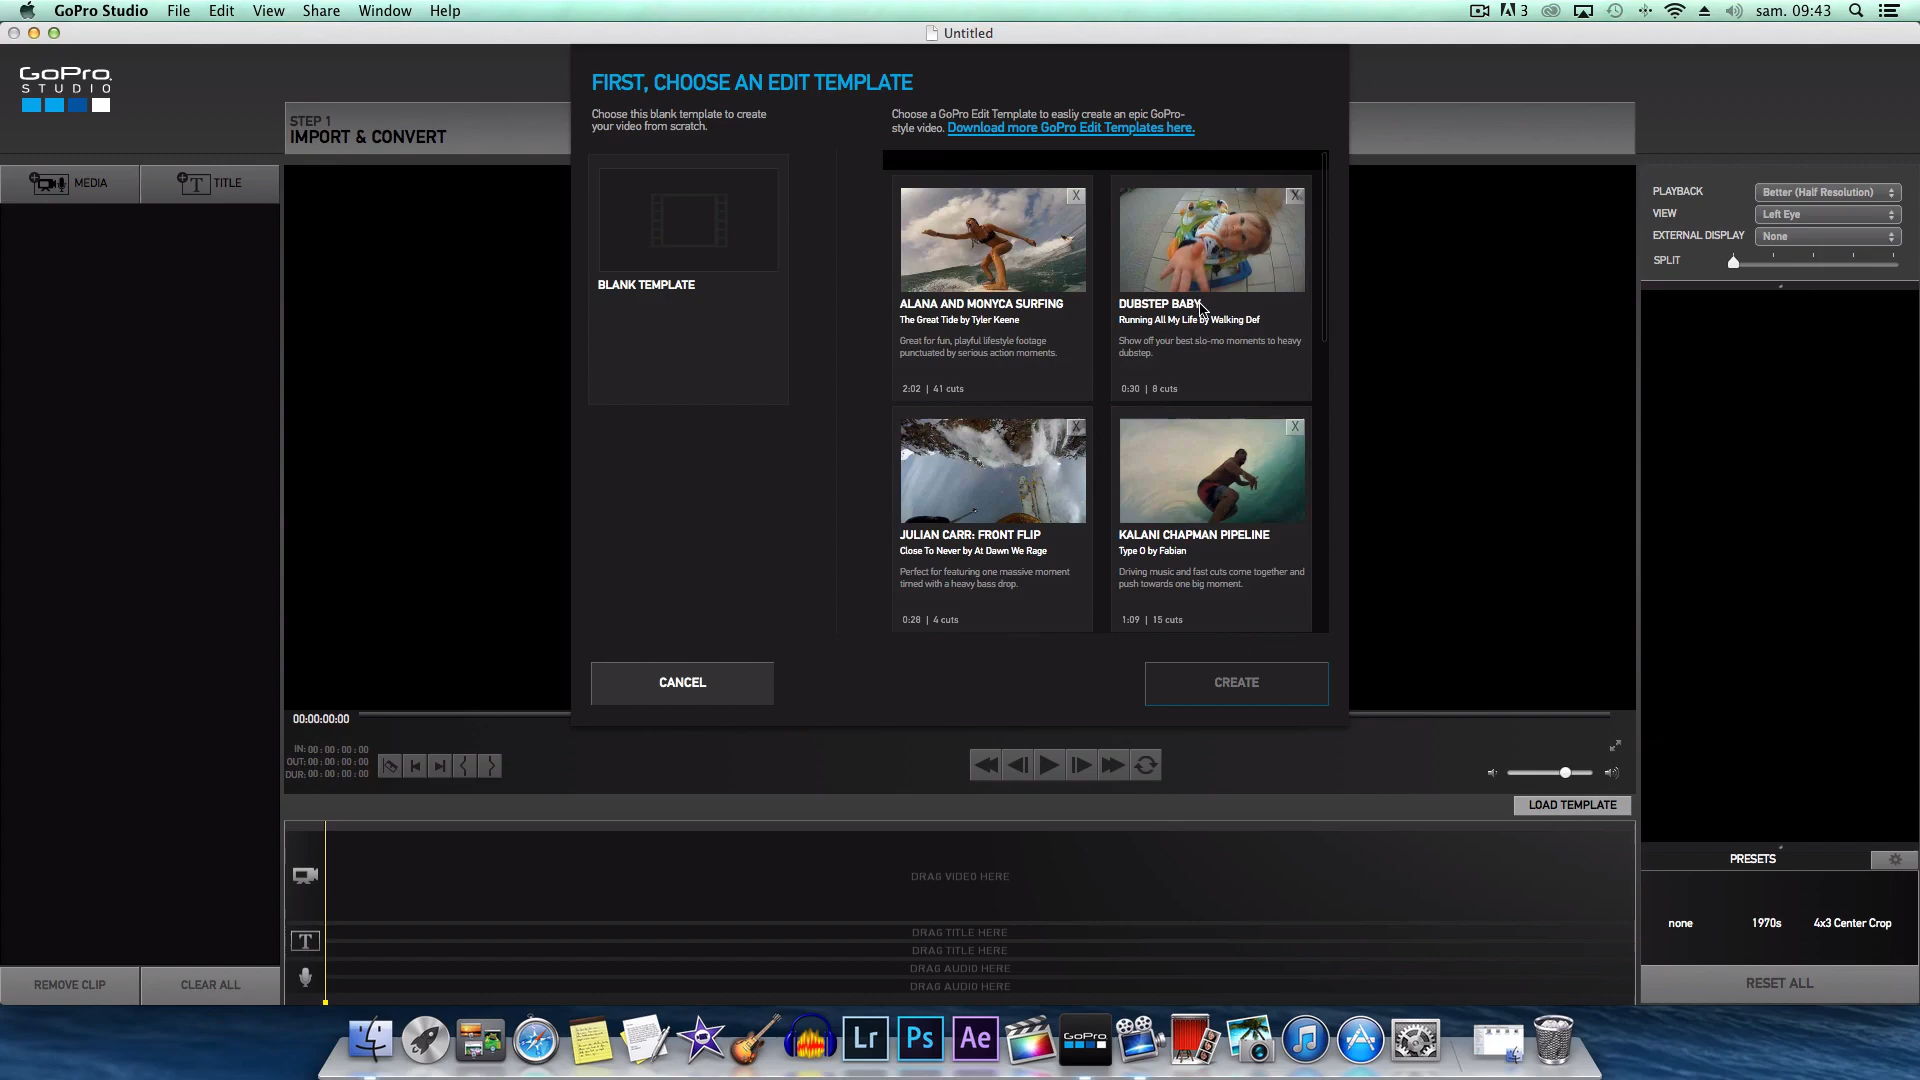 GoPro Studio File Edit View Share Window Help
3 sam. 09:43
Untitled
GoPro
STUDIO
STEP 1
IMPORT & CONVERT
MEDIA
TITLE
FIRST, CHOOSE AN EDIT TEMPLATE
Choose this blank template to create
your video from scratch.
BLANK TEMPLATE
Choose a GoPro Edit Template to easliy create an epic GoPro-
style video. Download more GoPro Edit Templates here.
X
ALANA AND MONYCA SURFING
The Great Tide by Tyler Keene
Great for fun, playful lifestyle footage
punctuated by serious action moments.
2:02 | 41 cuts
X
DUBSTEP BABY
Running All My Life by Walking Def
Show off your best slo-mo moments to heavy
dubstep.
0:30 | 8 cuts
X
JULIAN CARR: FRONT FLIP
Close To Never by At Dawn We Rage
Perfect for featuring one massive moment
timed with a heavy bass drop.
0:28 | 4 cuts
X
KALANI CHAPMAN PIPELINE
Type O by Fabian
Driving music and fast cuts come together and
push towards one big moment.
1:09 | 15 cuts
CANCEL
CREATE
PLAYBACK Better (Half Resolution)
VIEW Left Eye
EXTERNAL DISPLAY None
SPLIT
00:00:00:00
IN: 00 : 00 : 00 : 00
OUT: 00 : 00 : 00 : 00
DUR: 00 : 00 : 00 : 00
LOAD TEMPLATE
DRAG VIDEO HERE
T
DRAG TITLE HERE
DRAG TITLE HERE
DRAG AUDIO HERE
DRAG AUDIO HERE
REMOVE CLIP
CLEAR ALL
PRESETS
none
1970s
4x3 Center Crop
RESET ALL
Lr
Ps
Ae
GoPro